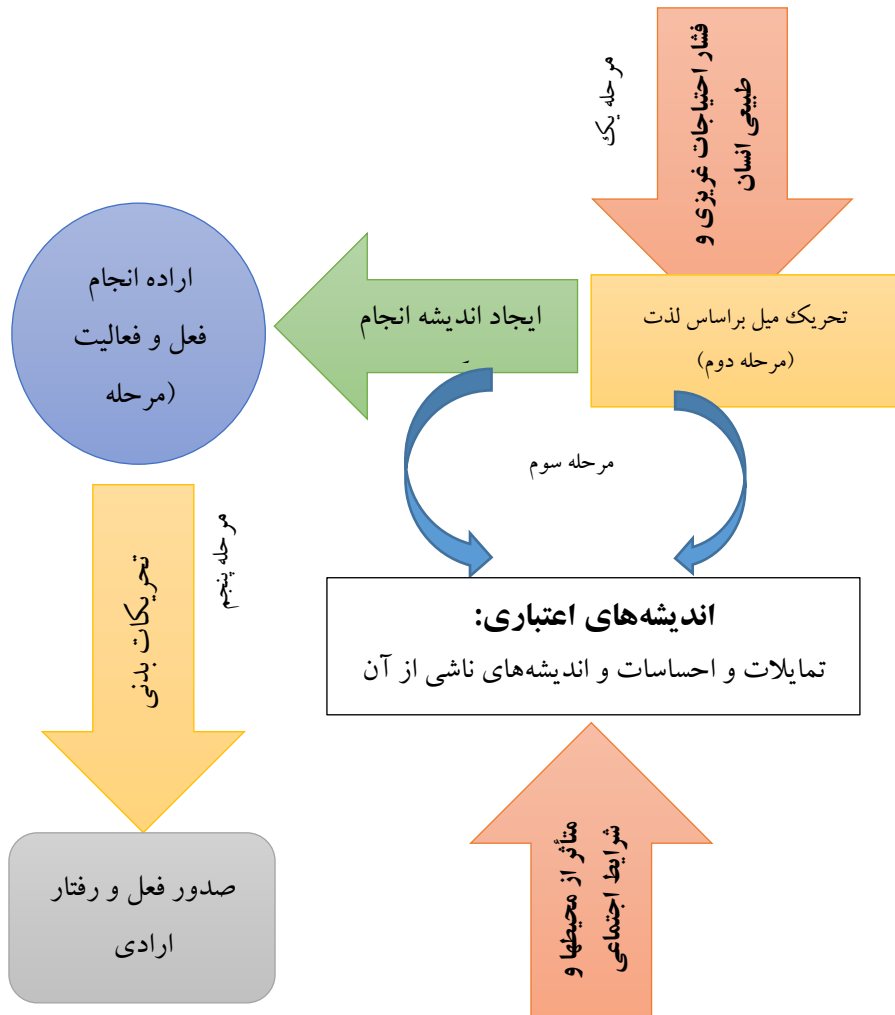 مرحله یک
فشار احتیاجات غریزی و
طبیعی انسان
تحریک میل براساس لذت
(مرحله دوم)
ایجاد اندیشه انجام
مرحله سوم
اراده انجام
فعل و فعالیت
(مرحله
اندیشه‌های اعتباری:
تمایلات و احساسات و اندیشه‌های ناشی از آن
متأثر از محیطها و
شرایط اجتماعی
مرحله پنجم
تحریکات بدنی
صدور فعل و رفتار
ارادی